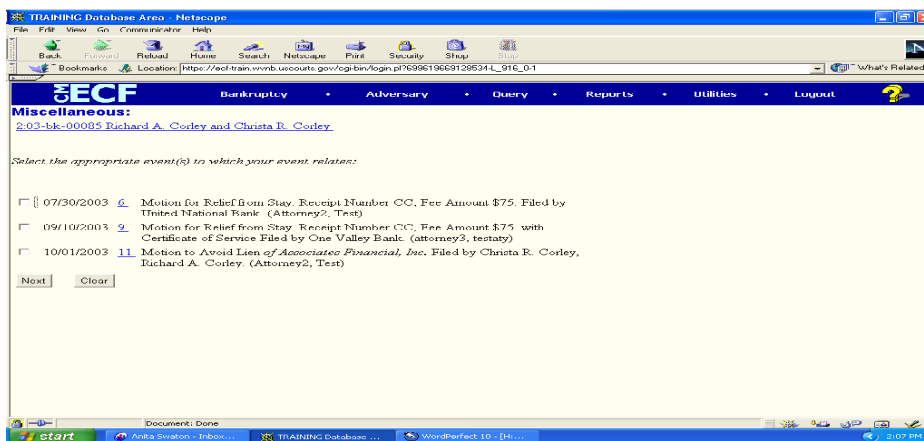 TRAINING Database Area - Netscape
File Edit View Go Communicator Help
Back Forward Reload Home Search Netscape Print Security Shop Stop
Bookmarks Location: https://ecf-train.wvnb.uscourts.gov/cgi-bin/login.pl?699619669128534-L_916_0-1 What's Related
CM ECF Bankruptcy • Adversary • Query • Reports • Utilities • Logout ?
Miscellaneous:
2:03-bk-00085 Richard A. Corley and Christa R. Corley
Select the appropriate event(s) to which your event relates:
07/30/2003 6 Motion for Relief from Stay. Receipt Number CC, Fee Amount $75. Filed by
United National Bank (Attorney2, Test)
09/10/2003 9 Motion for Relief from Stay Receipt Number CC, Fee Amount $75 with
Certificate of Service Filed by One Valley Bank. (attorney3, testaty)
10/01/2003 11 Motion to Avoid Lien of Associates Financial, Inc. Filed by Christa R. Corley,
Richard A. Corley. (Attorney2, Test)
Next Clear
Document: Done
start Anita Swaton - Inbox... TRAINING Database ... WordPerfect 10 - [H... 2:07 PM